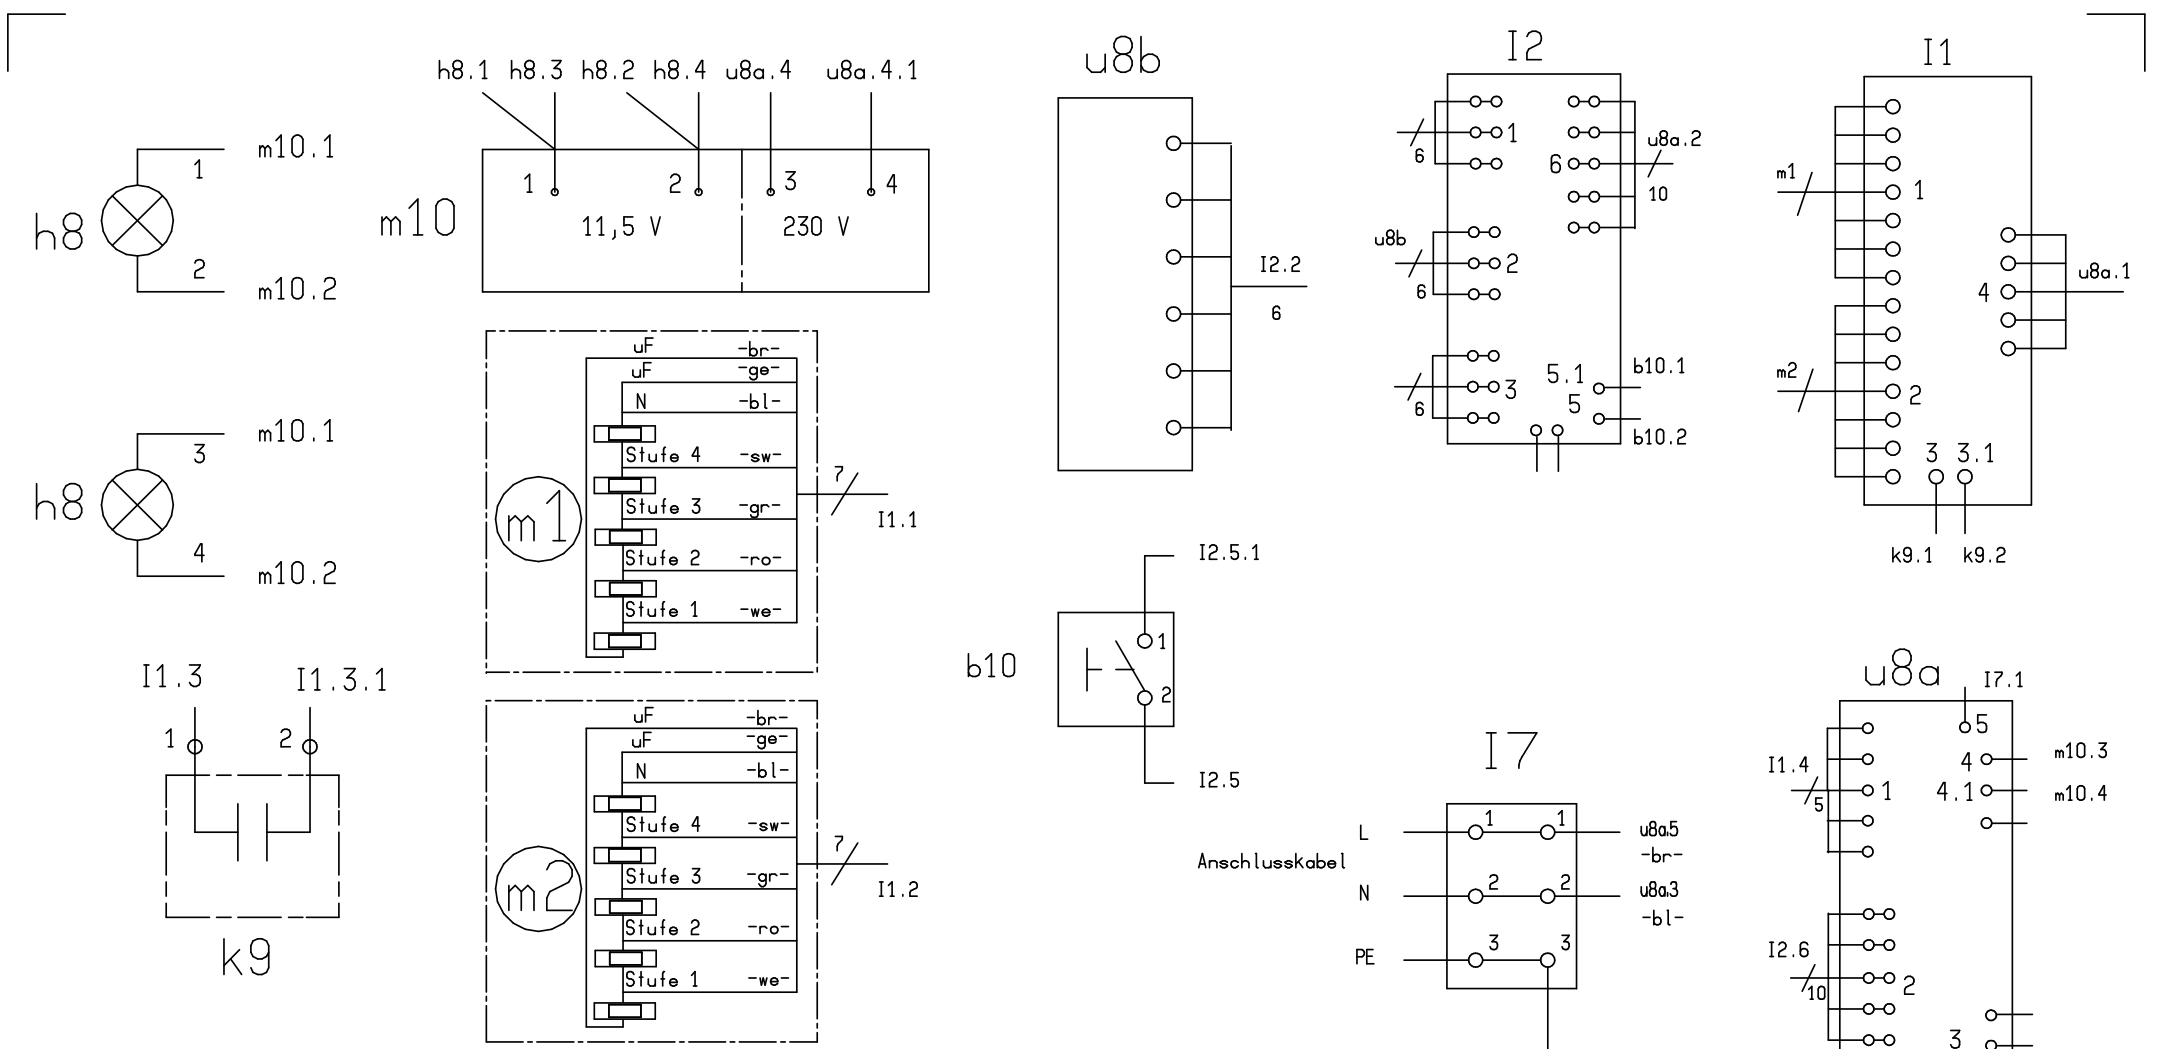 h8.1 h8.3 h8.2 h8.4 u8a.4 u8a.4.1
m10.1
1
h8
2
m10.2
1 2 3 4
m10
11,5 V 230 V
m10.1
3
h8
4
m10.2
I1.3 I1.3.1
1 2
k9
uF -br-
uF -ge-
N -bl-
Stufe 4 -sw-
Stufe 3 -gr-
Stufe 2 -ro-
Stufe 1 -we-
m1
7
I1.1
uF -br-
uF -ge-
N -bl-
Stufe 4 -sw-
Stufe 3 -gr-
Stufe 2 -ro-
Stufe 1 -we-
m2
7
I1.2
u8b
I2.2
6
I2.5.1
b10
1
2
I2.5
I2
1
6
6
u8a.2
10
u8b
2
6
3
6
5.1
b10.1
5
b10.2
I1
m1
1
4
u8a.1
m2
2
3 3.1
k9.1 k9.2
I7
L 1 1 u8a.5
-br-
Anschlusskabel
N 2 2 u8a.3
-bl-
PE 3 3
u8a
I7.1
5
I1.4
5
1
4 m10.3
4.1 m10.4
I2.6
10
2
3